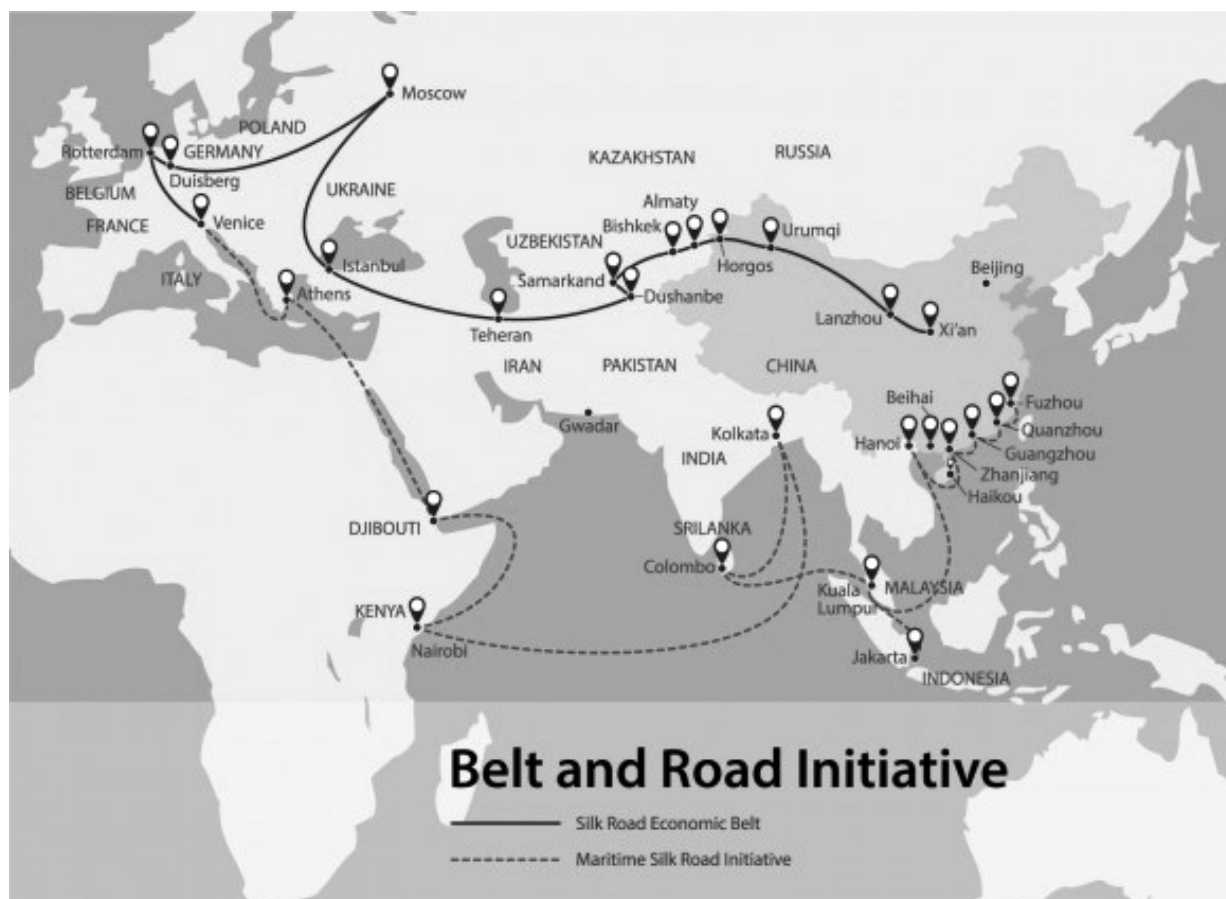 Moscow
POLAND
Rotterdam
GERMANY
Duisberg
BELGIUM
FRANCE
Venice
UKRAINE
KAZAKHSTAN
RUSSIA
Almaty
Bishkek
Urumqi
UZBEKISTAN
Horgos
ITALY
Istanbul
Athens
Samarkand
Dushanbe
Beijing
Teheran
Lanzhou
Xi'an
IRAN
PAKISTAN
CHINA
Gwadar
Kolkata
INDIA
Beihai
Hanoi
Fuzhou
Quanzhou
Guangzhou
Zhanjiang
Haikou
DJIBOUTI
SRILANKA
Colombo
Kuala
Lumpur
MALAYSIA
KENYA
Nairobi
Jakarta
INDONESIA
Belt and Road Initiative
Silk Road Economic Belt
Maritime Silk Road Initiative